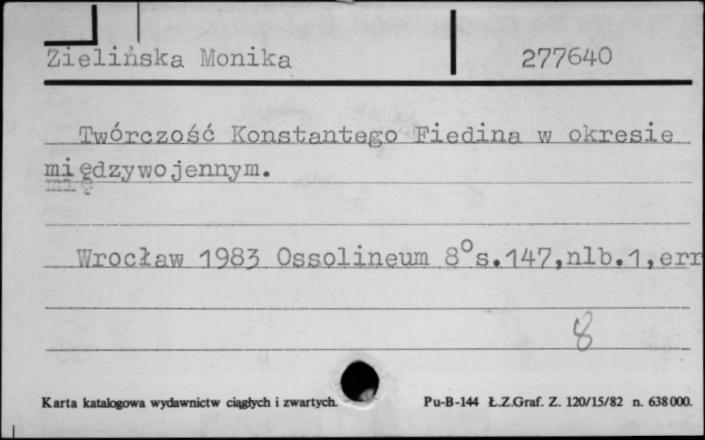 Zielińska Monika 277640
Twórczość Konstantego Fiedina w okresie
międzywojennym.
mię
Wrocław 1983 Ossolineum 8°s.147,nlb.1,err
8
Karta katalogowa wydawnictw ciągłych i zwartych. Pu-B-144 Ł.Z.Graf. Z. 120/15/82 n. 638000.